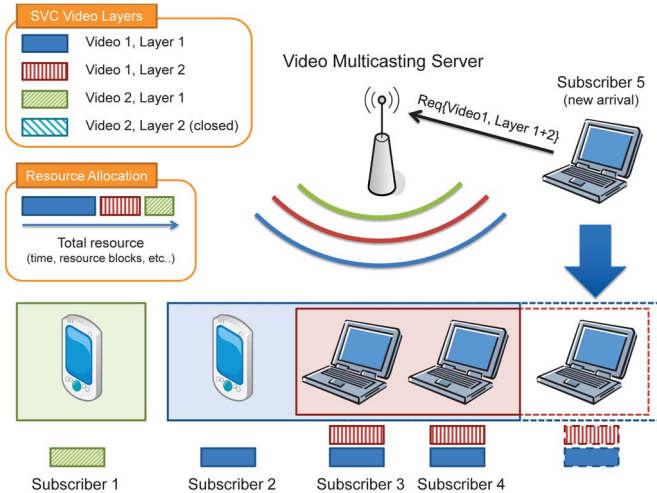 SVC Video Layers
Video 1, Layer 1
Video 1, Layer 2
Video 2, Layer 1
Video 2, Layer 2 (closed)
Video Multicasting Server
Subscriber 5
(new arrival)
Req{Video1, Layer 1+2}
Resource Allocation
Total resource
(time, resource blocks, etc..)
Subscriber 1
Subscriber 2
Subscriber 3
Subscriber 4